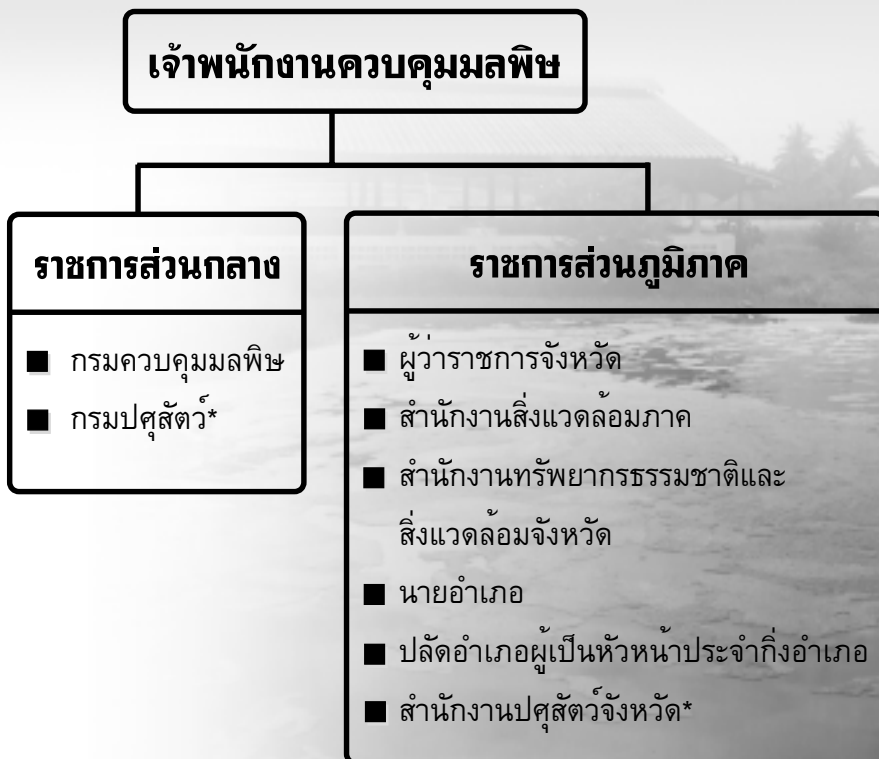 เจ้าพนักงานควบคุมมลพิษ
ราชการส่วนกลาง
■ กรมควบคุมมลพิษ
■ กรมปศุสัตว์*
ราชการส่วนภูมิภาค
■ ผู้ว่าราชการจังหวัด
■ สำนักงานสิ่งแวดล้อมภาค
■ สำนักงานทรัพยากรธรรมชาติและ
สิ่งแวดล้อมจังหวัด
■ นายอำเภอ
■ ปลัดอำเภอผู้เป็นหัวหน้าประจำกิ่งอำเภอ
■ สำนักงานปศุสัตว์จังหวัด*